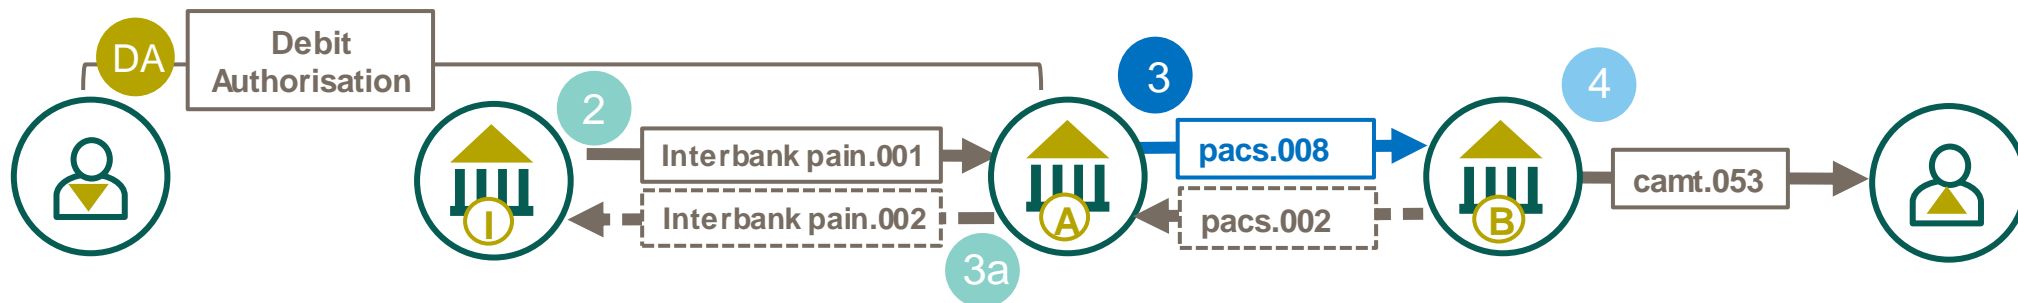 DA
Debit
Authorisation
2
Interbank pain.001
Interbank pain.002
3a
I
A
3
pacs.008
pacs.002
4
B
camt.053